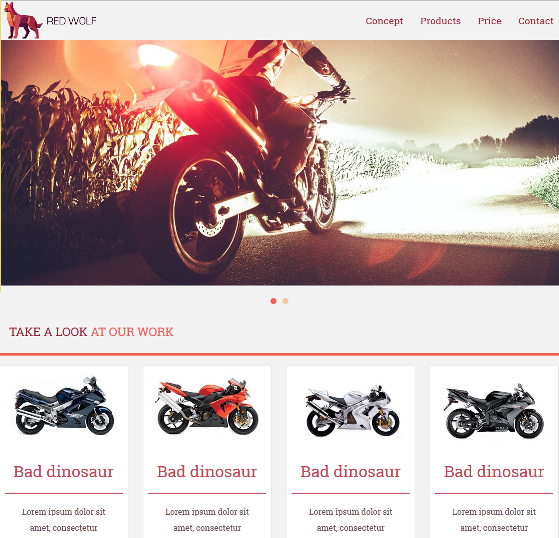 RED WOLF
Concept Products Price Contact
TAKE A LOOK AT OUR WORK
Bad dinosaur Bad dinosaur Bad dinosaur Bad dinosaur
Lorem ipsum dolor sit Lorem ipsum dolor sit Lorem ipsum dolor sit Lorem ipsum dolor sit
amet, consectetur amet, consectetur amet, consectetur amet, consectetur